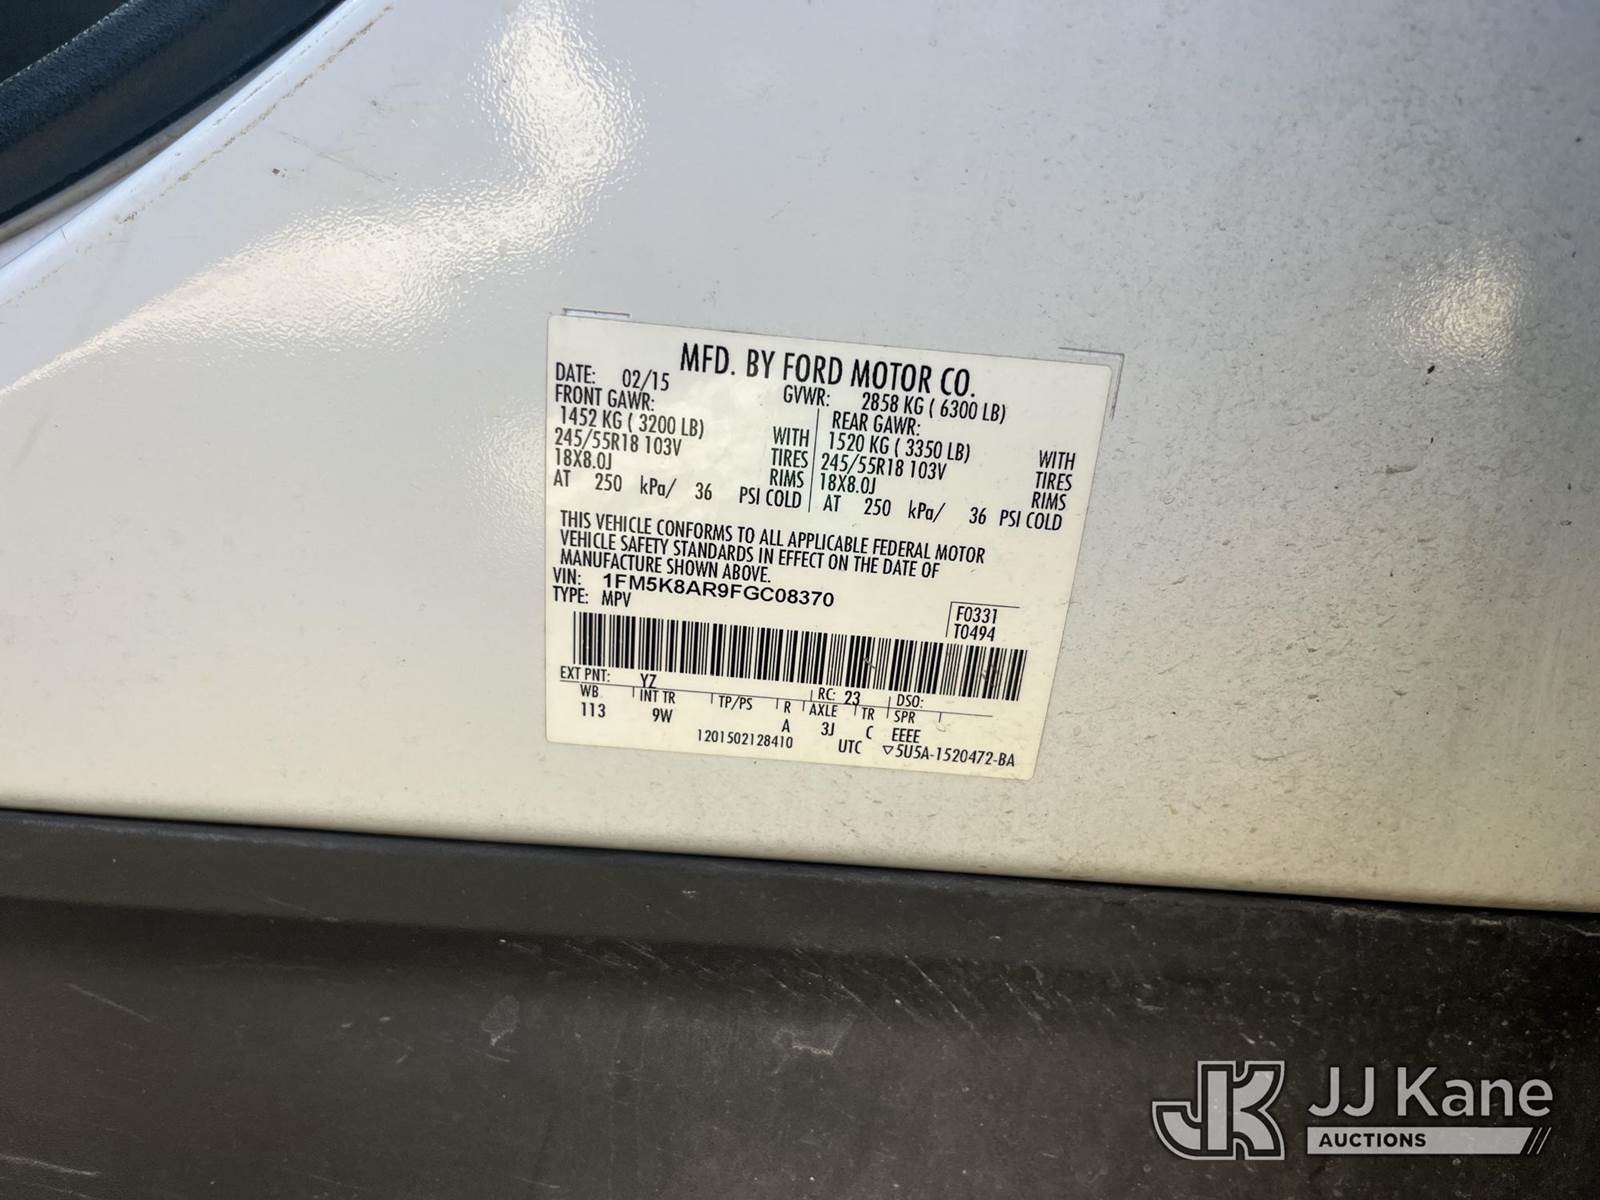 MFD. BY FORD MOTOR CO.
DATE: 02/15 GVWR: 2858 KG ( 6300 LB)
FRONT GAWR: REAR GAWR:
1452 KG ( 3200 LB) WITH 1520 KG ( 3350 LB) WITH
245/55R18 103V TIRES 245/55R18 103V TIRES
18X8.0J RIMS 18X8.0J RIMS
AT 250 kPa/ 36 PSI COLD AT 250 kPa/ 36 PSI COLD
THIS VEHICLE CONFORMS TO ALL APPLICABLE FEDERAL MOTOR
VEHICLE SAFETY STANDARDS IN EFFECT ON THE DATE OF
MANUFACTURE SHOWN ABOVE.
VIN: 1FM5K8AR9FGC08370
TYPE: MPV F0331
T0494
EXT PNT: YZ RC: 23 DSO:
WB INT TR TP/PS R AXLE TR SPR
113 9W A 3J C EEEE
1201502128410 UTC ▽5U5A-1520472-BA
JK JJ Kane
AUCTIONS